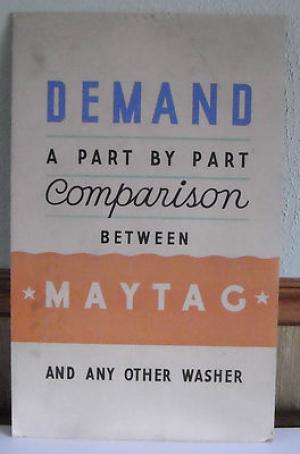 DEMAND
A PART BY PART
Comparison
BETWEEN
★ MAYTAG ★
AND ANY OTHER WASHER